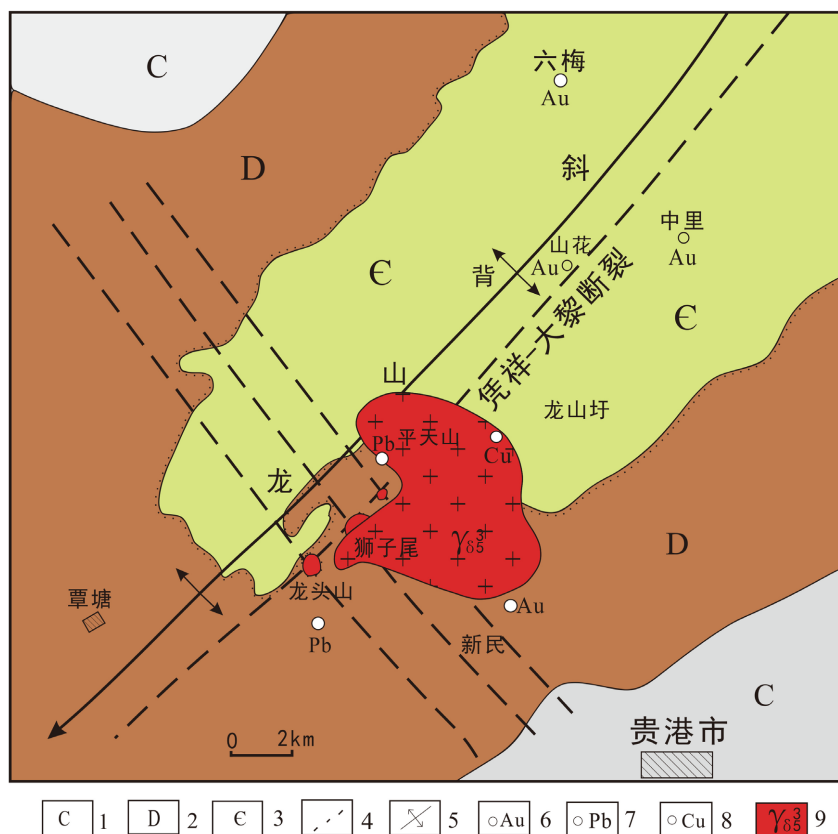 C
六梅
Au
D
斜
中里
Au
山花
Au
背
Є
Є
凭祥-大黎断裂
山
龙山圩
平天山
Pb
Cu
龙
狮子尾
γδ5³
D
龙头山
覃塘
Au
Pb
新民
C
贵港市
0 2km
C 1 D 2 Є 3 4 5 Au 6 Pb 7 Cu 8 γδ5³ 9